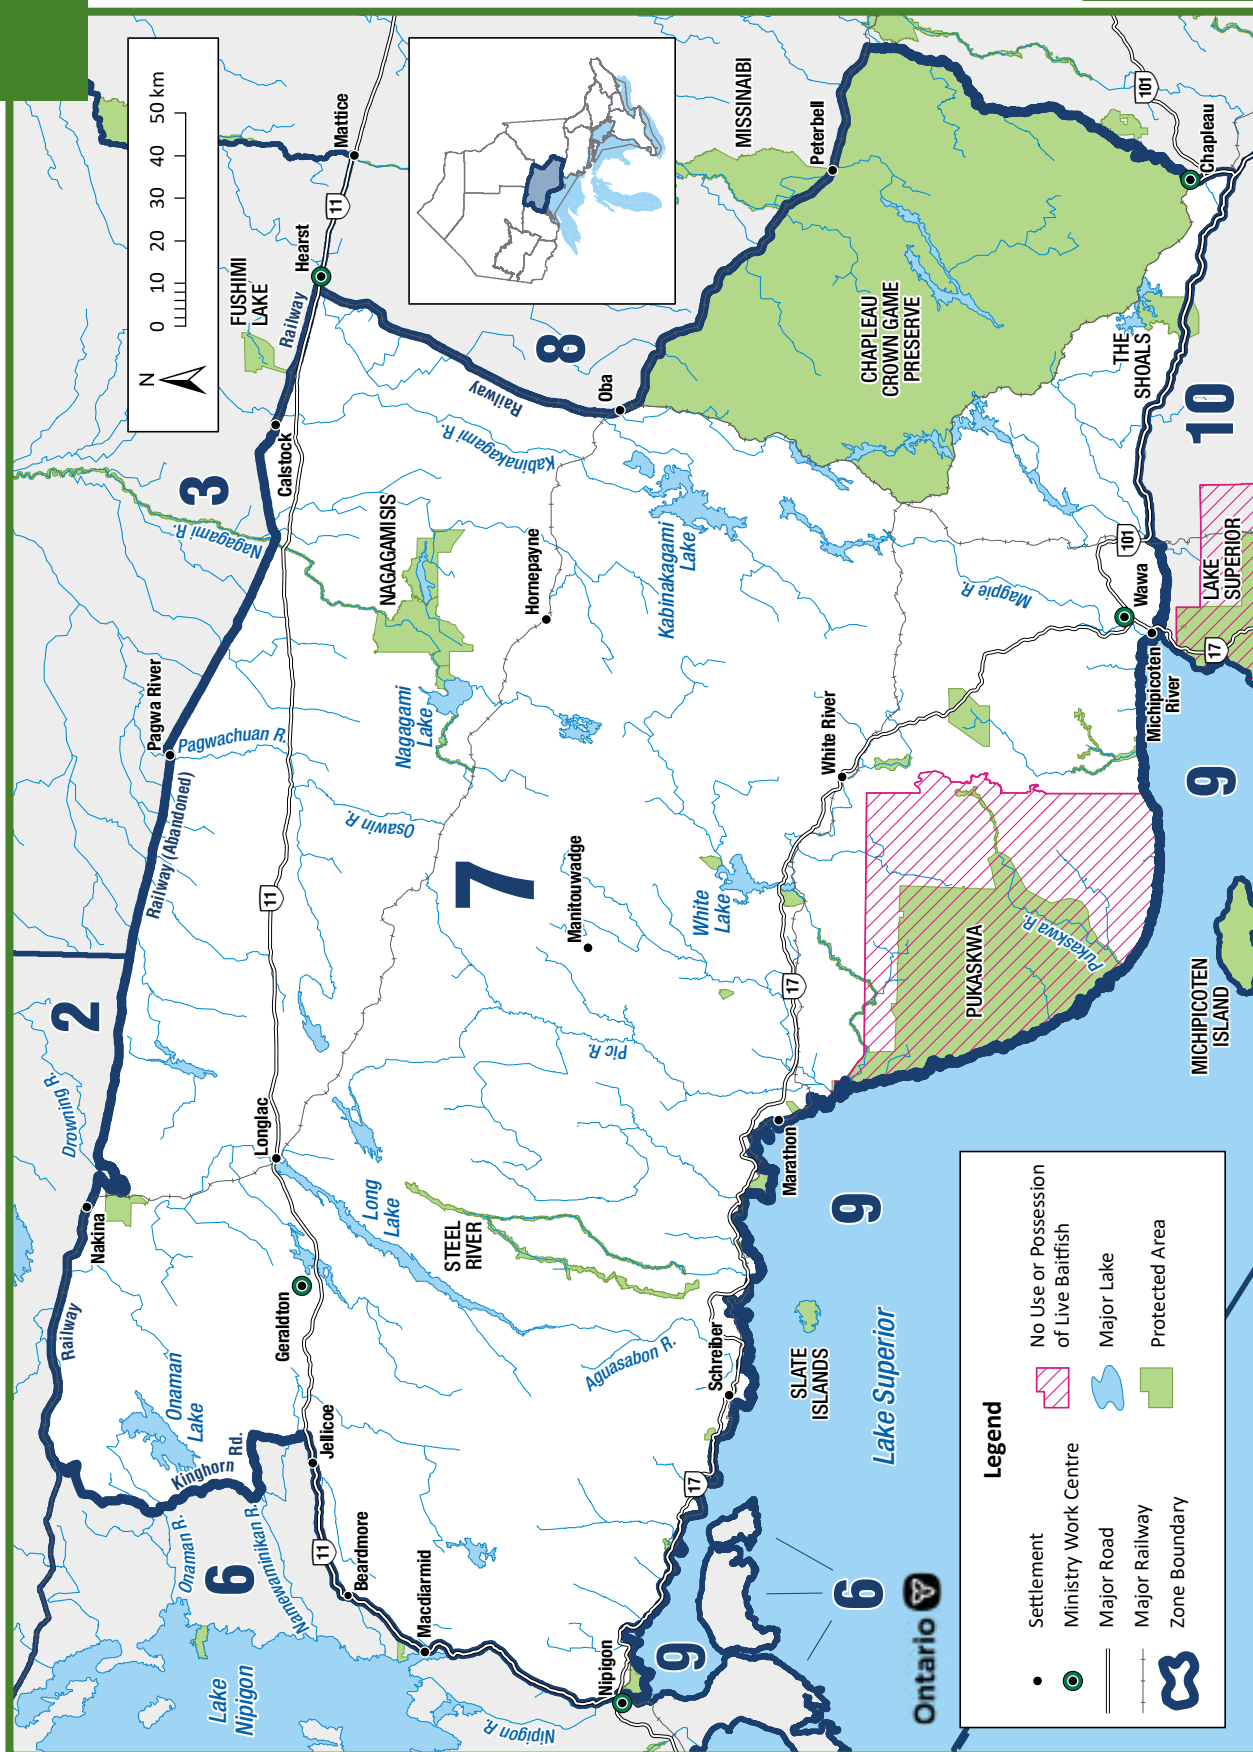 2
3
6
6
7
8
9
9
9
10
Railway
Nakina
Drowning R.
Railway (Abandoned)
Pagwa River
Pagwachuan R.
Nagagami R.
Calstock
Railway
FUSHIMI
LAKE
Hearst
11
Mattice
N
0 10 20 30 40 50 km
Onaman
Lake
Kinghorn
Rd.
Onaman R.
Namewaminikan R.
Lake
Nipigon
Jellicoe
Geraldton
Longlac
11
11
Beardmore
Macdiarmid
Nipigon R.
Nipigon
Long
Lake
STEEL
RIVER
Aguasabon R.
Schreiber
17
SLATE
ISLANDS
Lake Superior
Marathon
Pic R.
Manitouwadge
Osawin R.
Nagagami
Lake
NAGAGAMISIS
Hornepayne
Kabinakagami R.
Railway
Oba
Kabinakagami
Lake
White
Lake
17
White River
PUKASKWA
Pukaskwa R.
MICHIPICOTEN
ISLAND
Magpie R.
Michipicoten
River
Wawa
101
17
LAKE
SUPERIOR
THE
SHOALS
CHAPLEAU
CROWN GAME
PRESERVE
MISSINAIBI
Peterbell
101
Chapleau
Ontario
Legend
Settlement
Ministry Work Centre
Major Road
Major Railway
Zone Boundary
No Use or Possession
of Live Baitfish
Major Lake
Protected Area